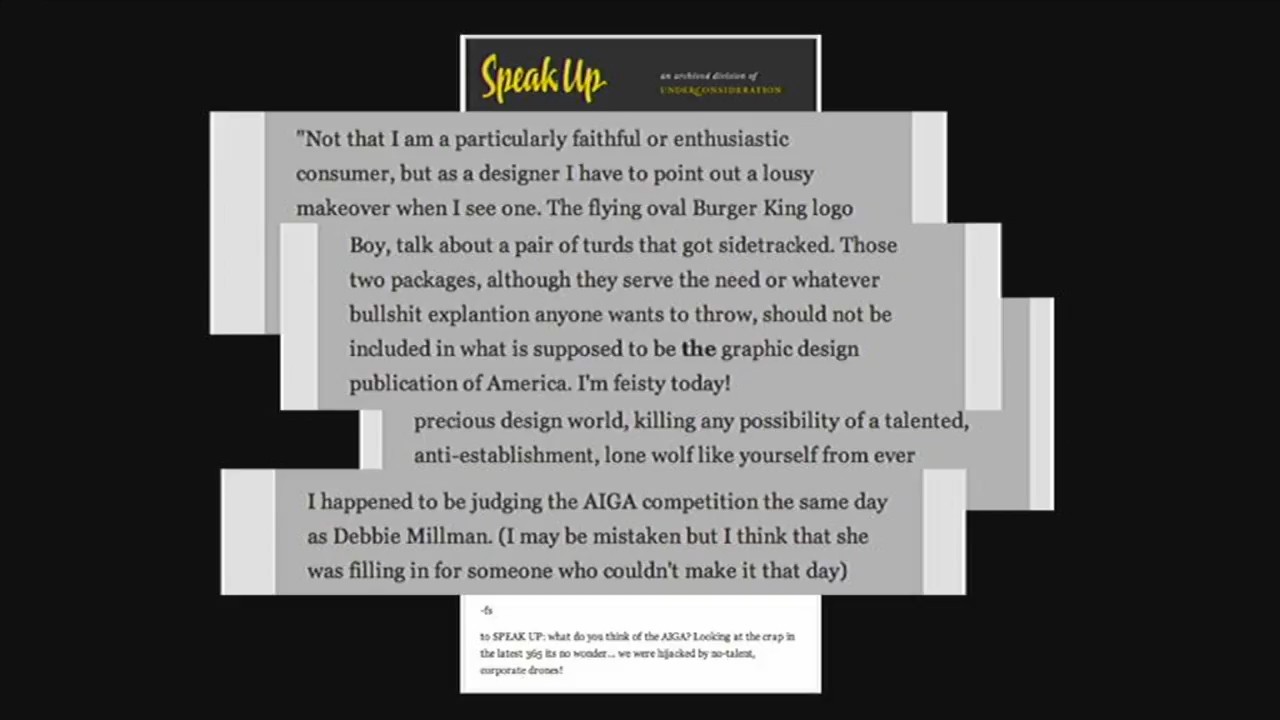 Speak Up
an archived division of
UNDERCONSIDERATION
"Not that I am a particularly faithful or enthusiastic
consumer, but as a designer I have to point out a lousy
makeover when I see one. The flying oval Burger King logo
Boy, talk about a pair of turds that got sidetracked. Those
two packages, although they serve the need or whatever
bullshit explantion anyone wants to throw, should not be
included in what is supposed to be the graphic design
publication of America. I'm feisty today!
precious design world, killing any possibility of a talented,
anti-establishment, lone wolf like yourself from ever
I happened to be judging the AIGA competition the same day
as Debbie Millman. (I may be mistaken but I think that she
was filling in for someone who couldn't make it that day)
-fs
to SPEAK UP: what do you think of the AIGA? Looking at the crap in
the latest 365 its no wonder... we were hijacked by no-talent,
corporate drones!